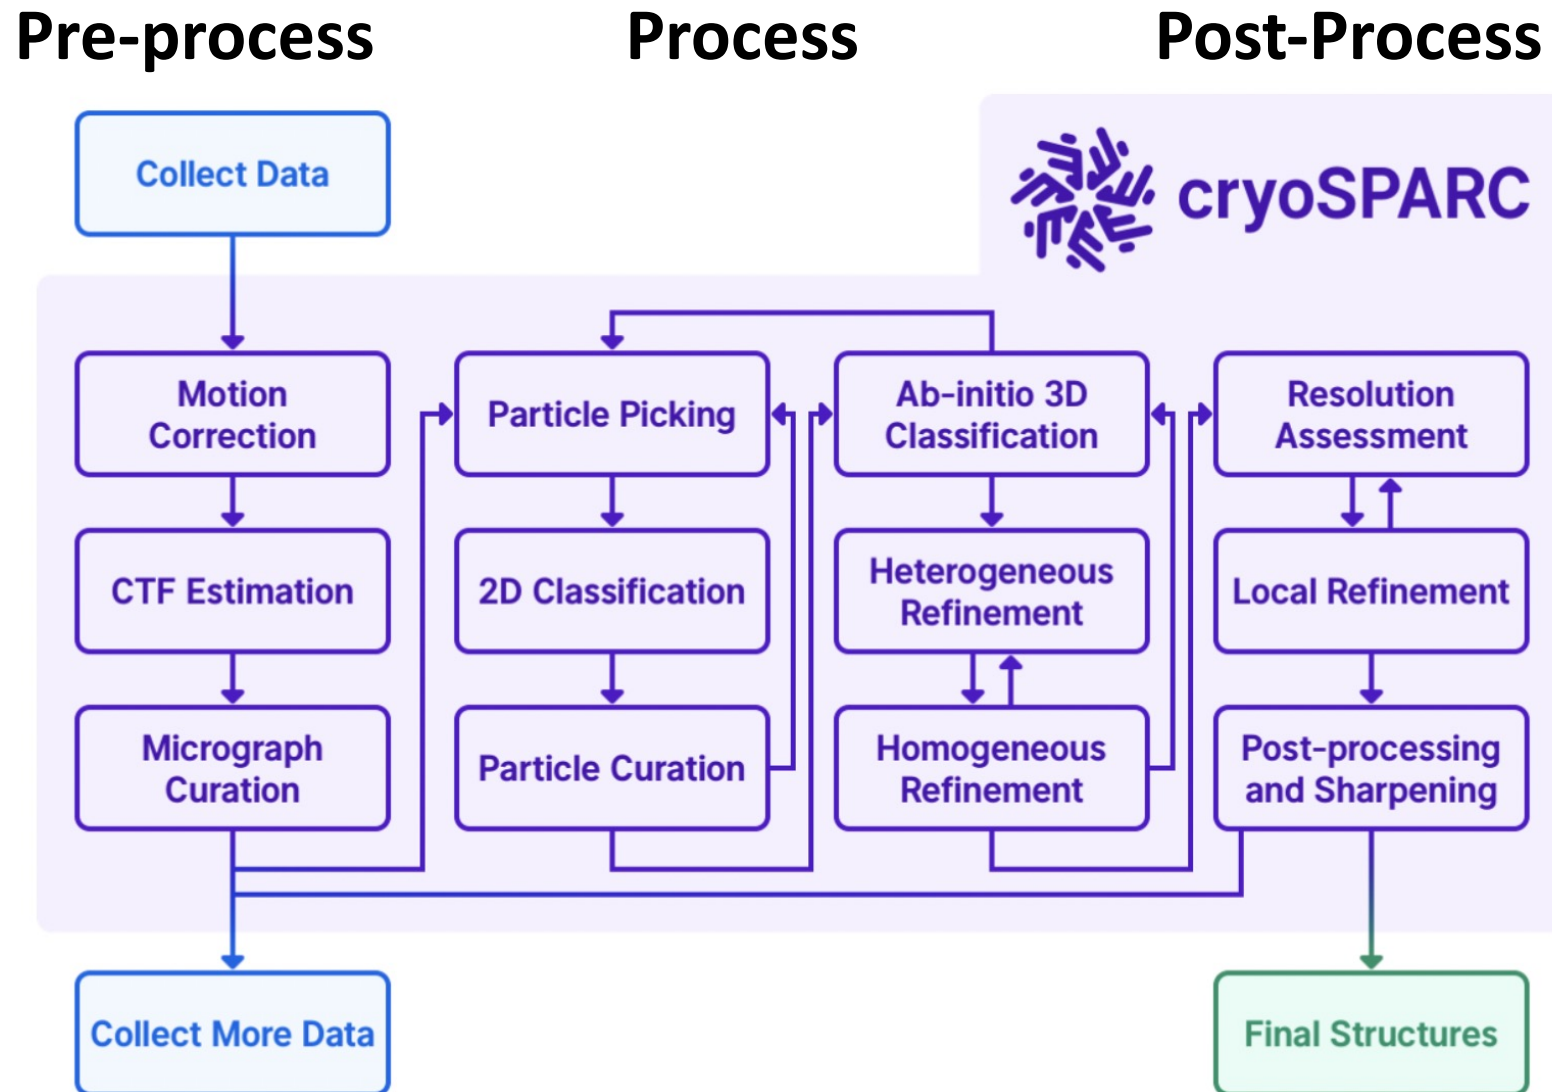 Pre-process
Process
Post-Process
Collect Data
cryoSPARC
Motion
Correction
Particle Picking
Ab-initio 3D
Classification
Resolution
Assessment
CTF Estimation
2D Classification
Heterogeneous
Refinement
Local Refinement
Micrograph
Curation
Particle Curation
Homogeneous
Refinement
Post-processing
and Sharpening
Collect More Data
Final Structures